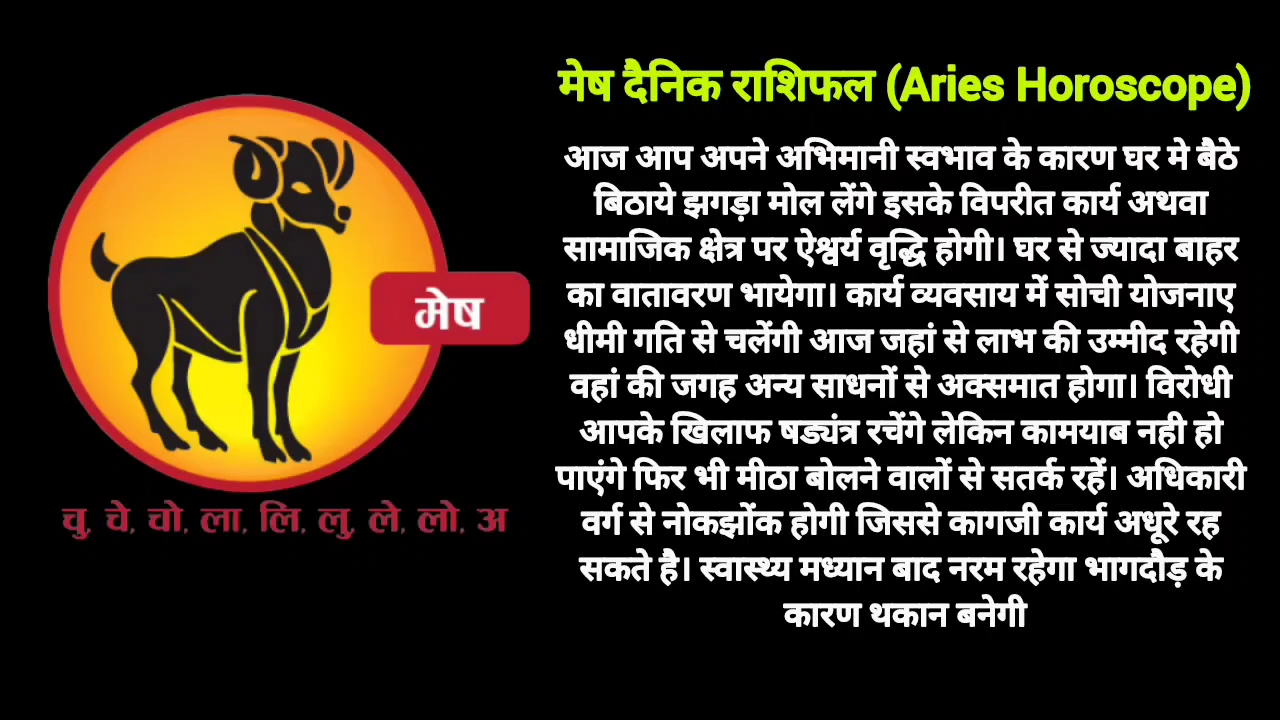 मेष दैनिक राशिफल (Aries Horoscope)
आज आप अपने अभिमानी स्वभाव के कारण घर मे बैठे
बिठाये झगड़ा मोल लेंगे इसके विपरीत कार्य अथवा
सामाजिक क्षेत्र पर ऐश्वर्य वृद्धि होगी। घर से ज्यादा बाहर
का वातावरण भायेगा। कार्य व्यवसाय में सोची योजनाए
धीमी गति से चलेंगी आज जहां से लाभ की उम्मीद रहेगी
वहां की जगह अन्य साधनों से अक्समात होगा। विरोधी
आपके खिलाफ षड्यंत्र रचेंगे लेकिन कामयाब नही हो
पाएंगे फिर भी मीठा बोलने वालों से सतर्क रहें। अधिकारी
वर्ग से नोकझोंक होगी जिससे कागजी कार्य अधूरे रह
सकते है। स्वास्थ्य मध्यान बाद नरम रहेगा भागदौड़ के
कारण थकान बनेगी
मेष
चु, चे, चो, ला, लि, लु, ले, लो, अ